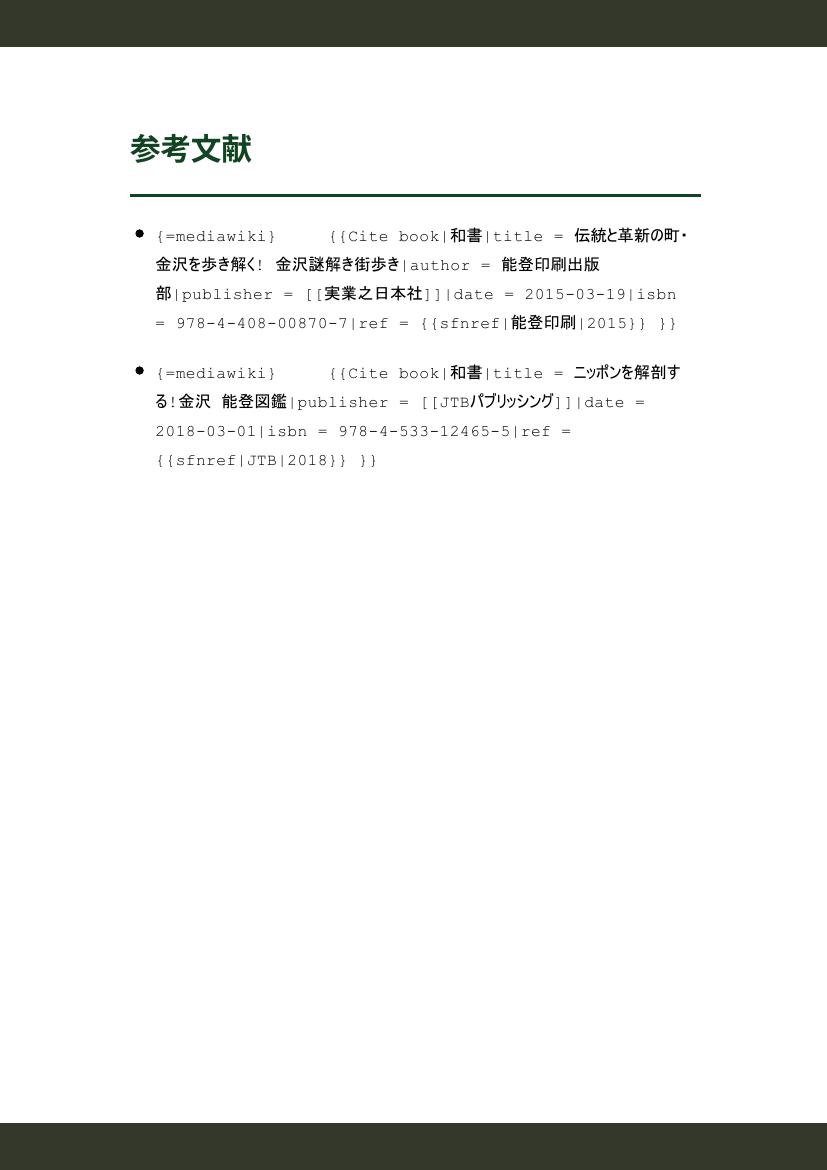 参考文献
● {=mediawiki}     {{Cite book|和書|title = 伝統と革新の町・
金沢を歩き解く! 金沢謎解き街歩き|author = 能登印刷出版
部|publisher = [[実業之日本社]]|date = 2015-03-19|isbn
= 978-4-408-00870-7|ref = {{sfnref|能登印刷|2015}} }}
● {=mediawiki}     {{Cite book|和書|title = ニッポンを解剖す
る!金沢 能登図鑑|publisher = [[JTBパブリッシング]]|date =
2018-03-01|isbn = 978-4-533-12465-5|ref =
{{sfnref|JTB|2018}} }}